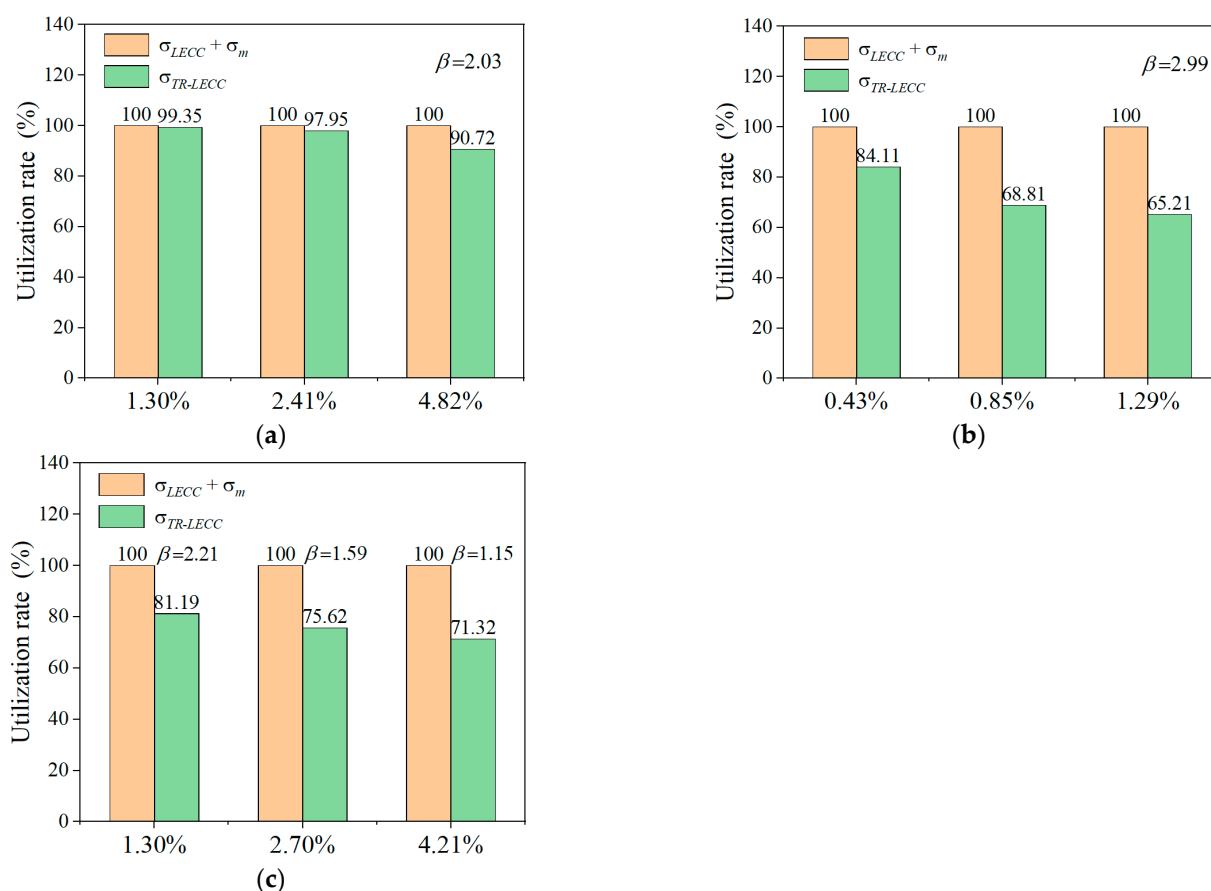 140
120
100
80
60
40
20
0
Utilization rate (%)
σLECC + σm
σTR-LECC
β=2.03
100 99.35
100 97.95
100 90.72
1.30% 2.41% 4.82%
(a)
140
120
100
80
60
40
20
0
Utilization rate (%)
σLECC + σm
σTR-LECC
β=2.99
100 84.11
100 68.81
100 65.21
0.43% 0.85% 1.29%
(b)
140
120
100
80
60
40
20
0
Utilization rate (%)
σLECC + σm
σTR-LECC
100 β=2.21 81.19
100 β=1.59 75.62
100 β=1.15 71.32
1.30% 2.70% 4.21%
(c)